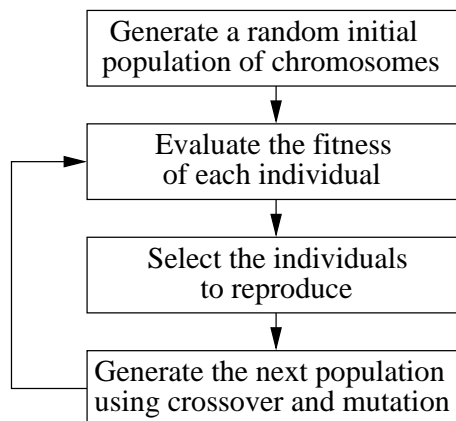 Generate a random initial
population of chromosomes
Evaluate the fitness
of each individual
Select the individuals
to reproduce
Generate the next population
using crossover and mutation